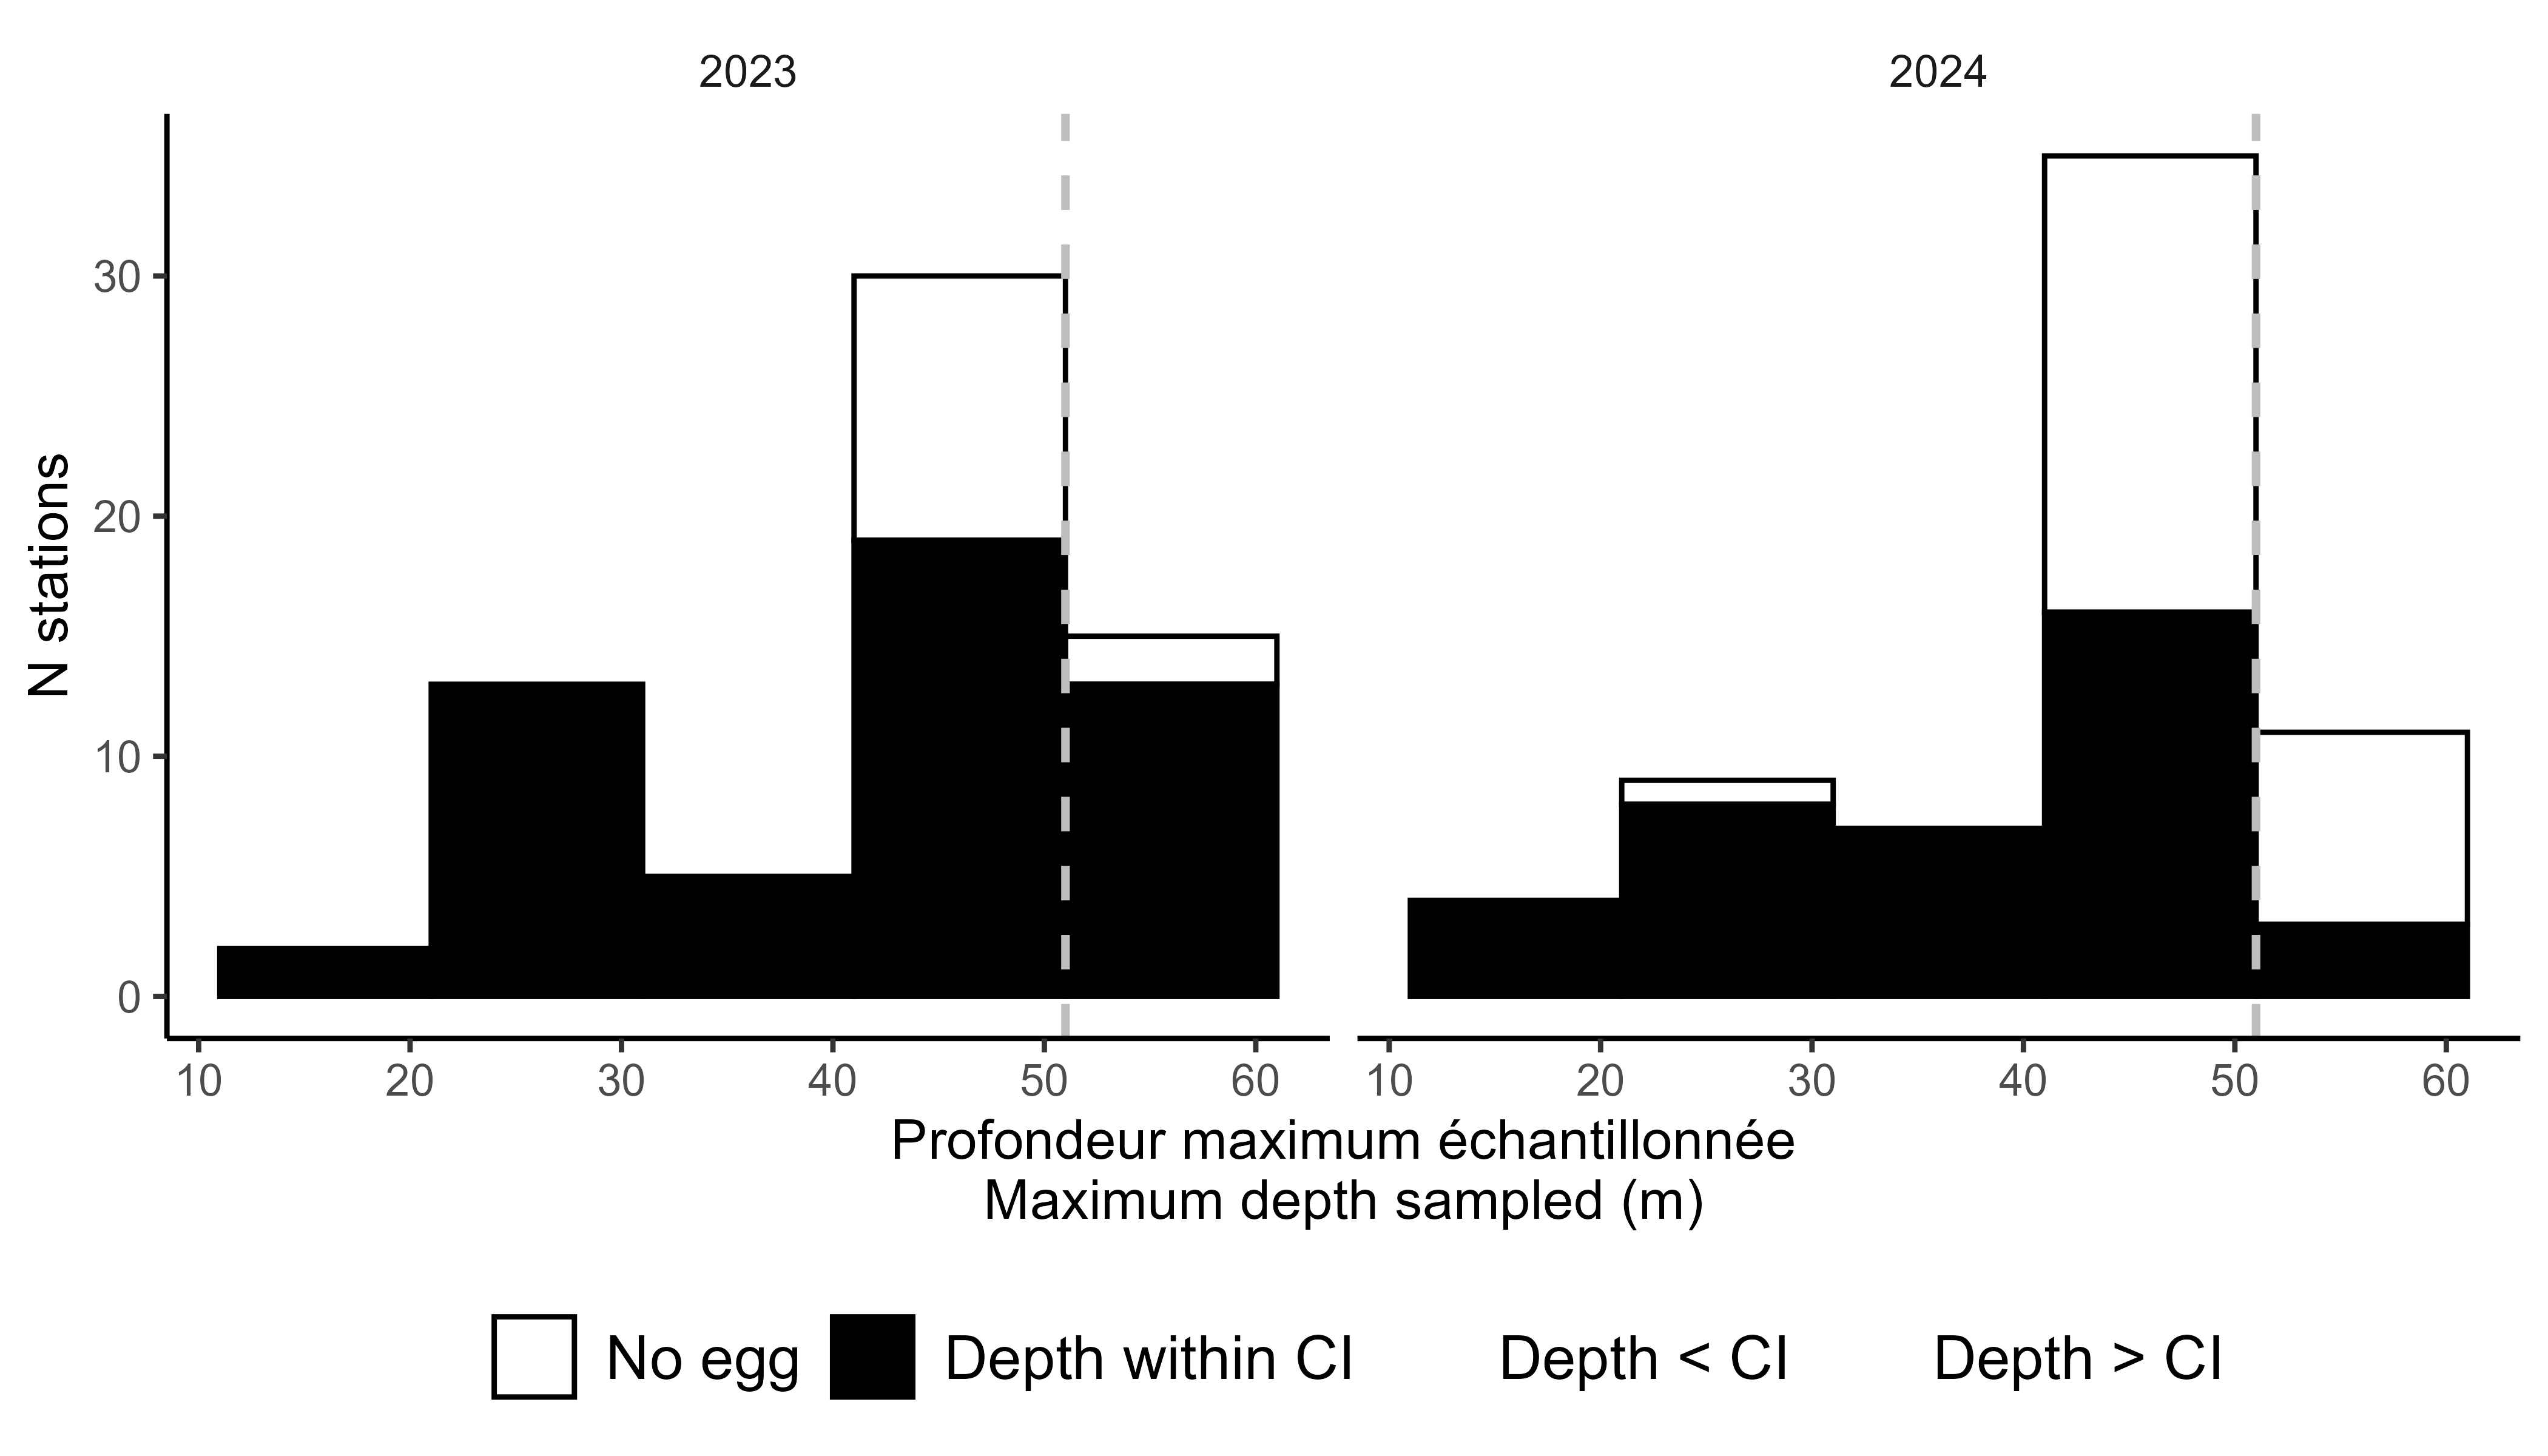 2023 2024
N stations
30
20
10
0
10 20 30 40 50 60 10 20 30 40 50 60
Profondeur maximum échantillonnée
Maximum depth sampled (m)
No egg Depth within CI Depth < CI Depth > CI